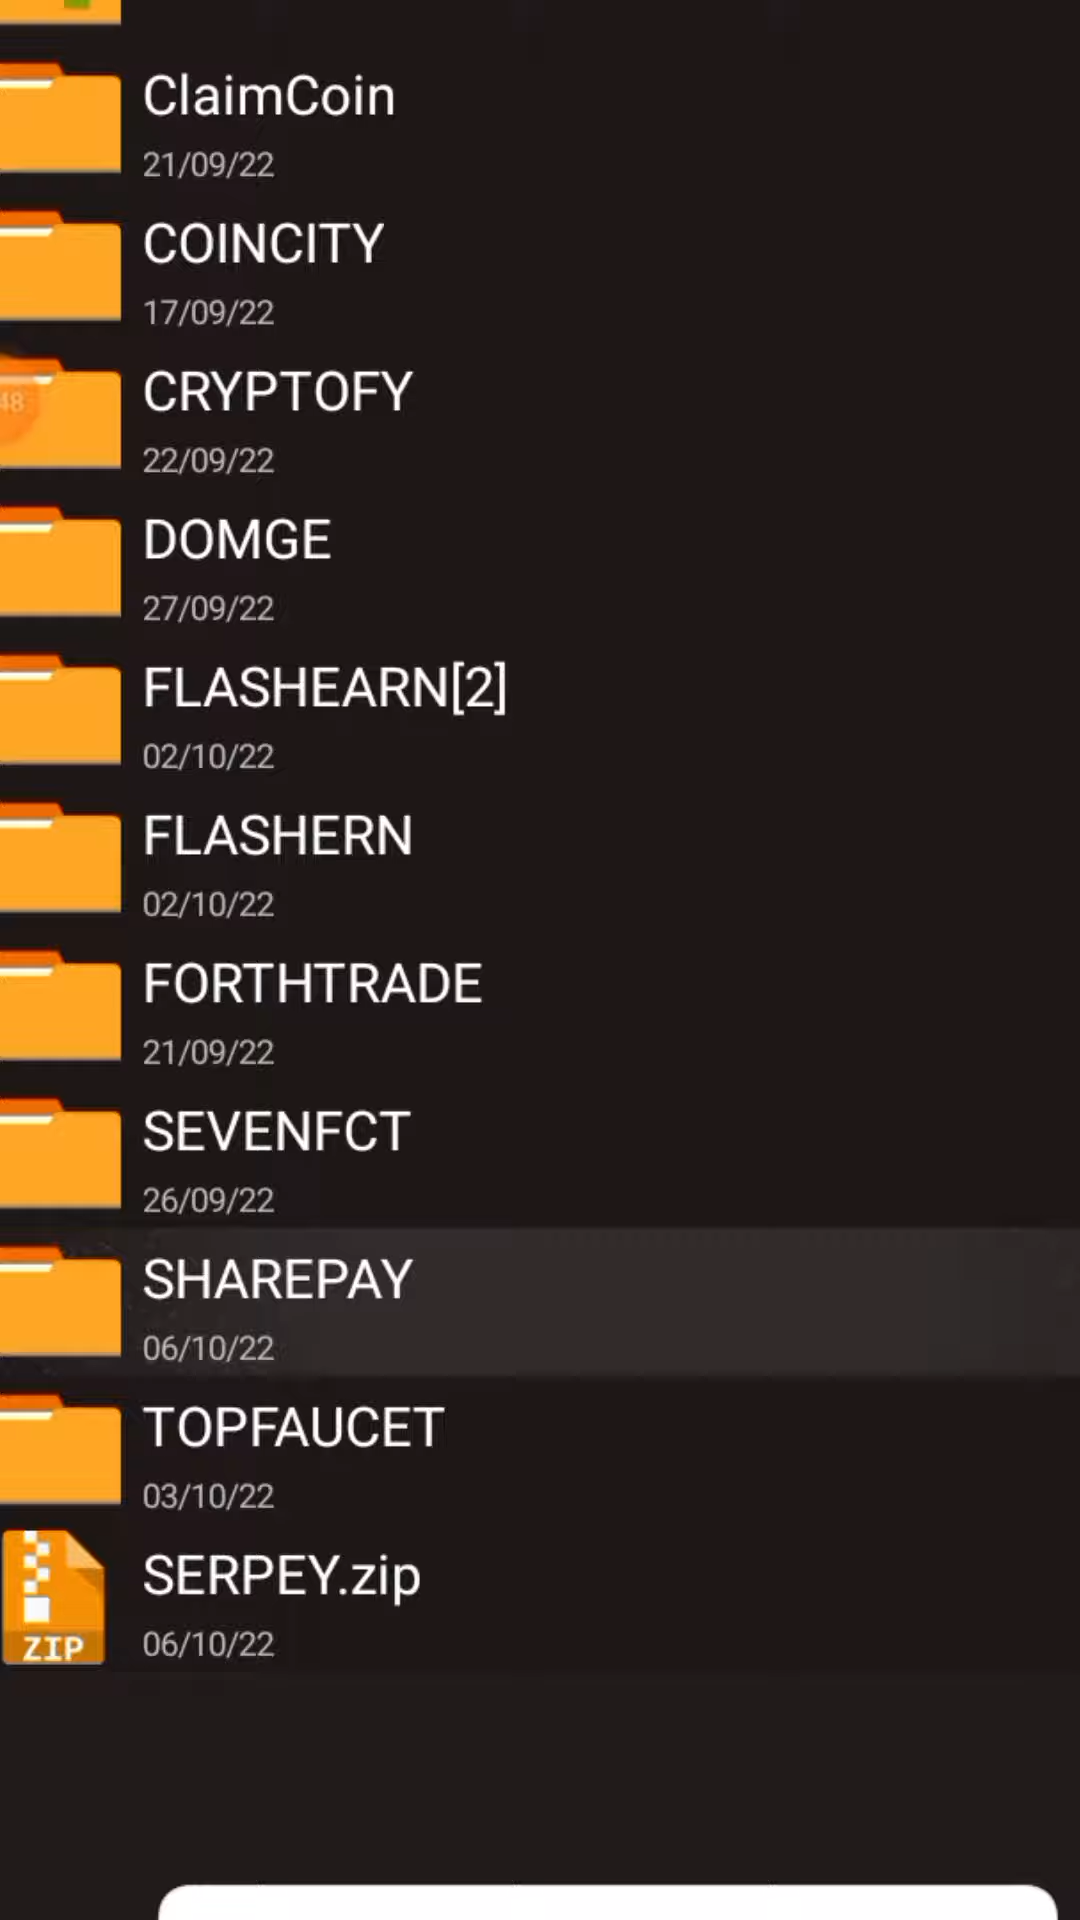 ClaimCoin
21/09/22
COINCITY
17/09/22
CRYPTOFY
22/09/22
48
DOMGE
27/09/22
FLASHEARN[2]
02/10/22
FLASHERN
02/10/22
FORTHTRADE
21/09/22
SEVENFCT
26/09/22
SHAREPAY
06/10/22
TOPFAUCET
03/10/22
SERPEY.zip
ZIP
06/10/22